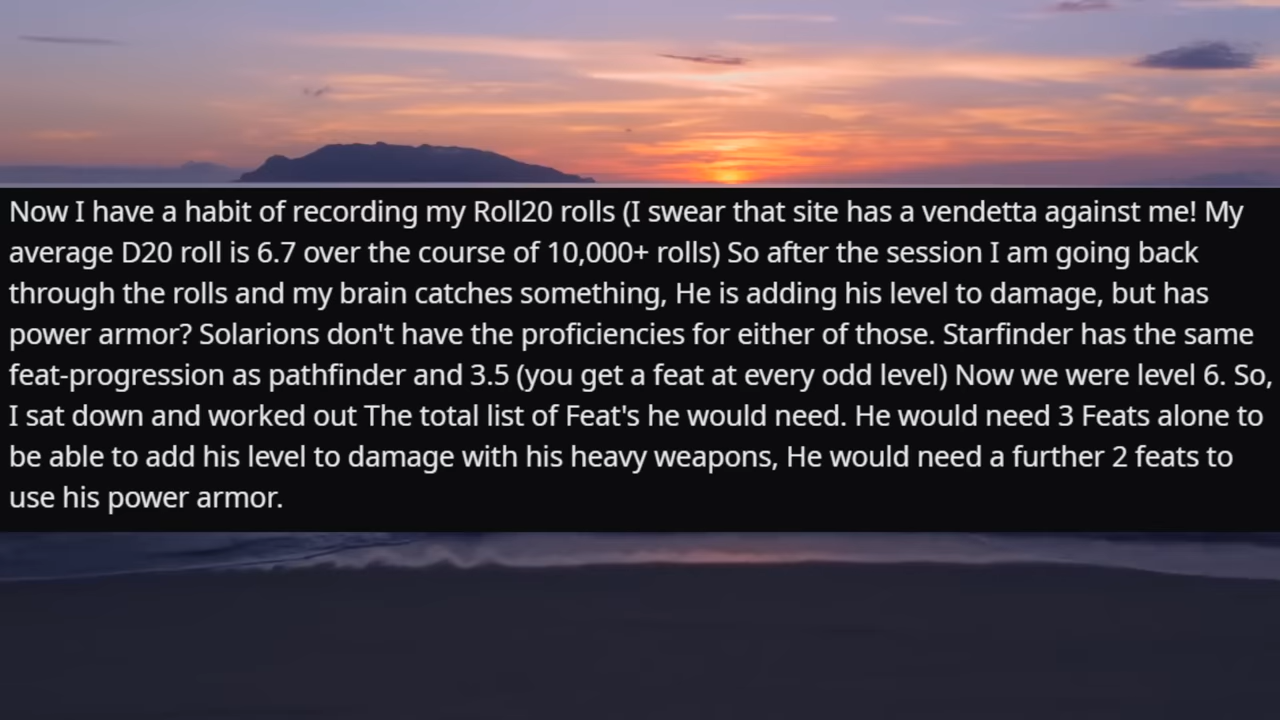 Now I have a habit of recording my Roll20 rolls (I swear that site has a vendetta against me! My
average D20 roll is 6.7 over the course of 10,000+ rolls) So after the session I am going back
through the rolls and my brain catches something, He is adding his level to damage, but has
power armor? Solarions don't have the proficiencies for either of those. Starfinder has the same
feat-progression as pathfinder and 3.5 (you get a feat at every odd level) Now we were level 6. So,
I sat down and worked out The total list of Feat's he would need. He would need 3 Feats alone to
be able to add his level to damage with his heavy weapons, He would need a further 2 feats to
use his power armor.